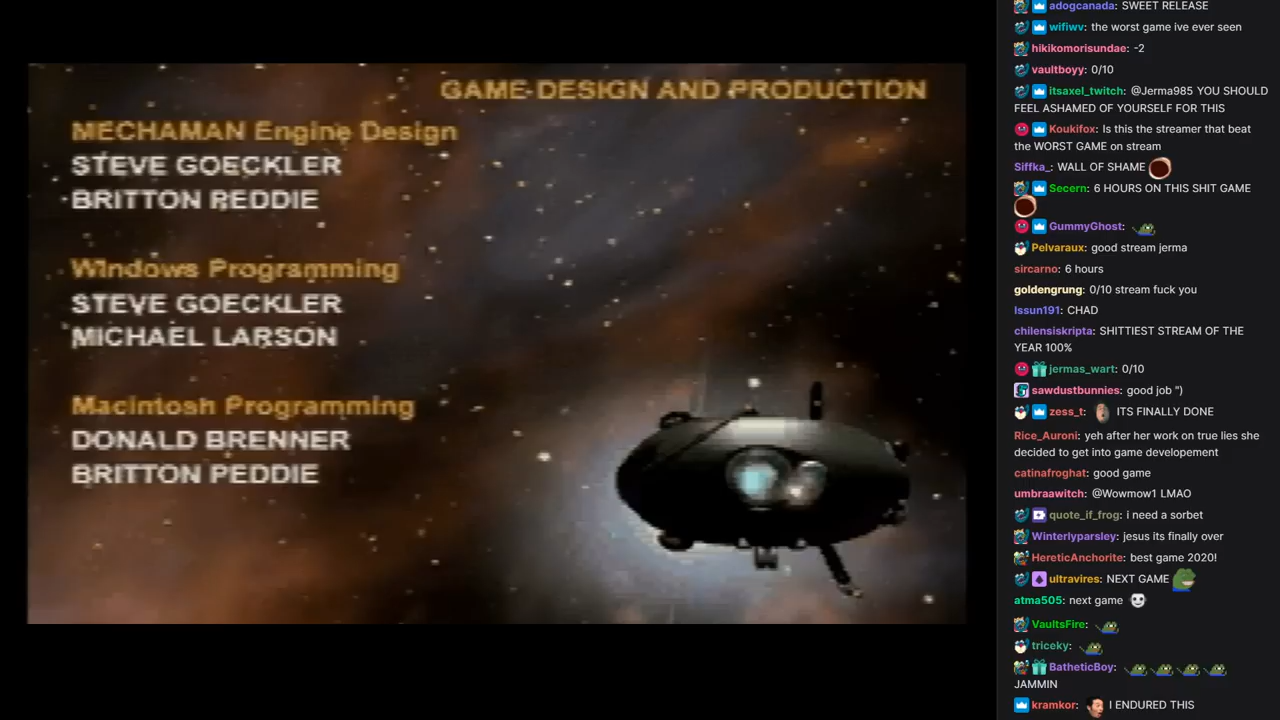 GAME-DESIGN AND PRODUCTION
MECHAMAN Engine Design
STEVE GOECKLER
BRITTON REDDIE
Windows Programming
STEVE GOECKLER
MICHAEL LARSON
Macintosh Programming
DONALD BRENNER
BRITTON PEDDIE
adogcanada: SWEET RELEASE
wifiwv: the worst game ive ever seen
hikikomorisundae: -2
vaultboyy: 0/10
itsaxel_twitch: @Jerma985 YOU SHOULD
FEEL ASHAMED OF YOURSELF FOR THIS
Koukifox: Is this the streamer that beat
the WORST GAME on stream
Siffka_: WALL OF SHAME
Secern: 6 HOURS ON THIS SHIT GAME
GummyGhost:
Pelvaraux: good stream jerma
sircarno: 6 hours
goldengrung: 0/10 stream fuck you
Issun191: CHAD
chilensiskripta: SHITTIEST STREAM OF THE
YEAR 100%
jermas_wart: 0/10
sawdustbunnies: good job ")
zess_t: ITS FINALLY DONE
Rice_Auroni: yeh after her work on true lies she
decided to get into game developement
catinafroghat: good game
umbraawitch: @Wowmow1 LMAO
quote_if_frog: i need a sorbet
Winterlyparsley: jesus its finally over
HereticAnchorite: best game 2020!
ultravires: NEXT GAME
atma505: next game
VaultsFire:
triceky:
BatheticBoy:
JAMMIN
kramkor: I ENDURED THIS